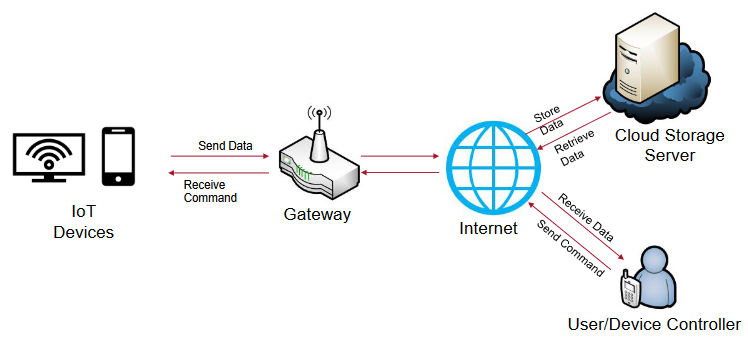 Send Data
Receive
Command
IoT
Devices
Gateway
Internet
Store
Data
Retrieve
Data
Cloud Storage
Server
Receive Data
Send Command
User/Device Controller